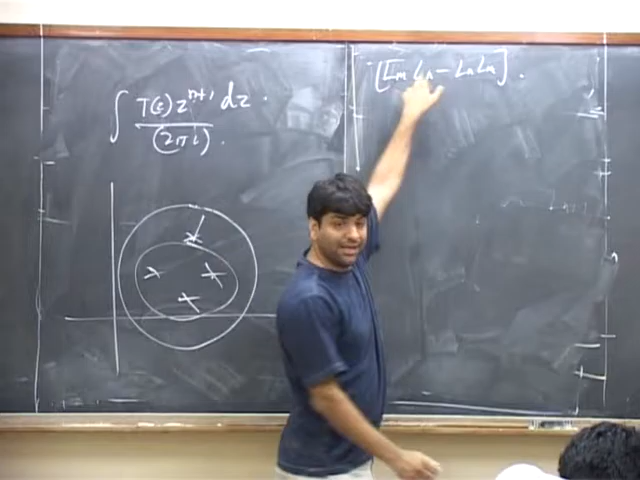 ∫ T(z) z^{n+1} dz .
(2πi) .
[L_m L_n - L_n L_m] .